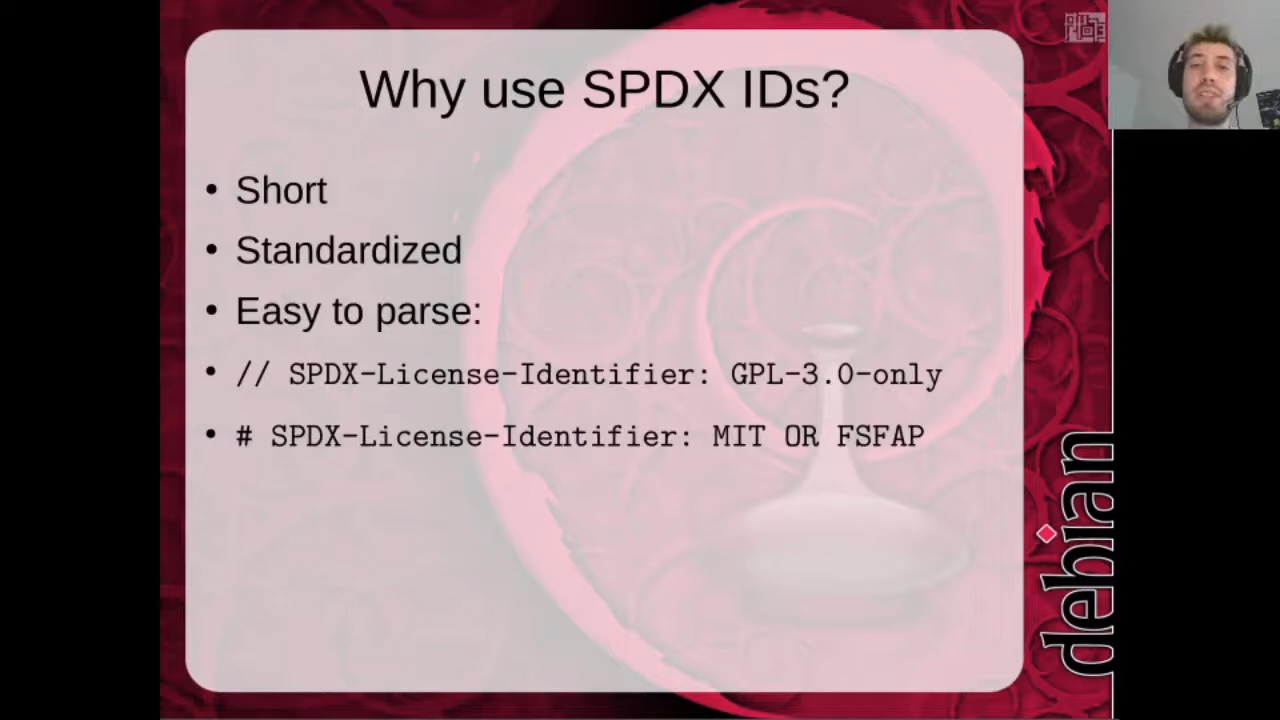 Why use SPDX IDs?
• Short
• Standardized
• Easy to parse:
• // SPDX-License-Identifier: GPL-3.0-only
• # SPDX-License-Identifier: MIT OR FSFAP
debian